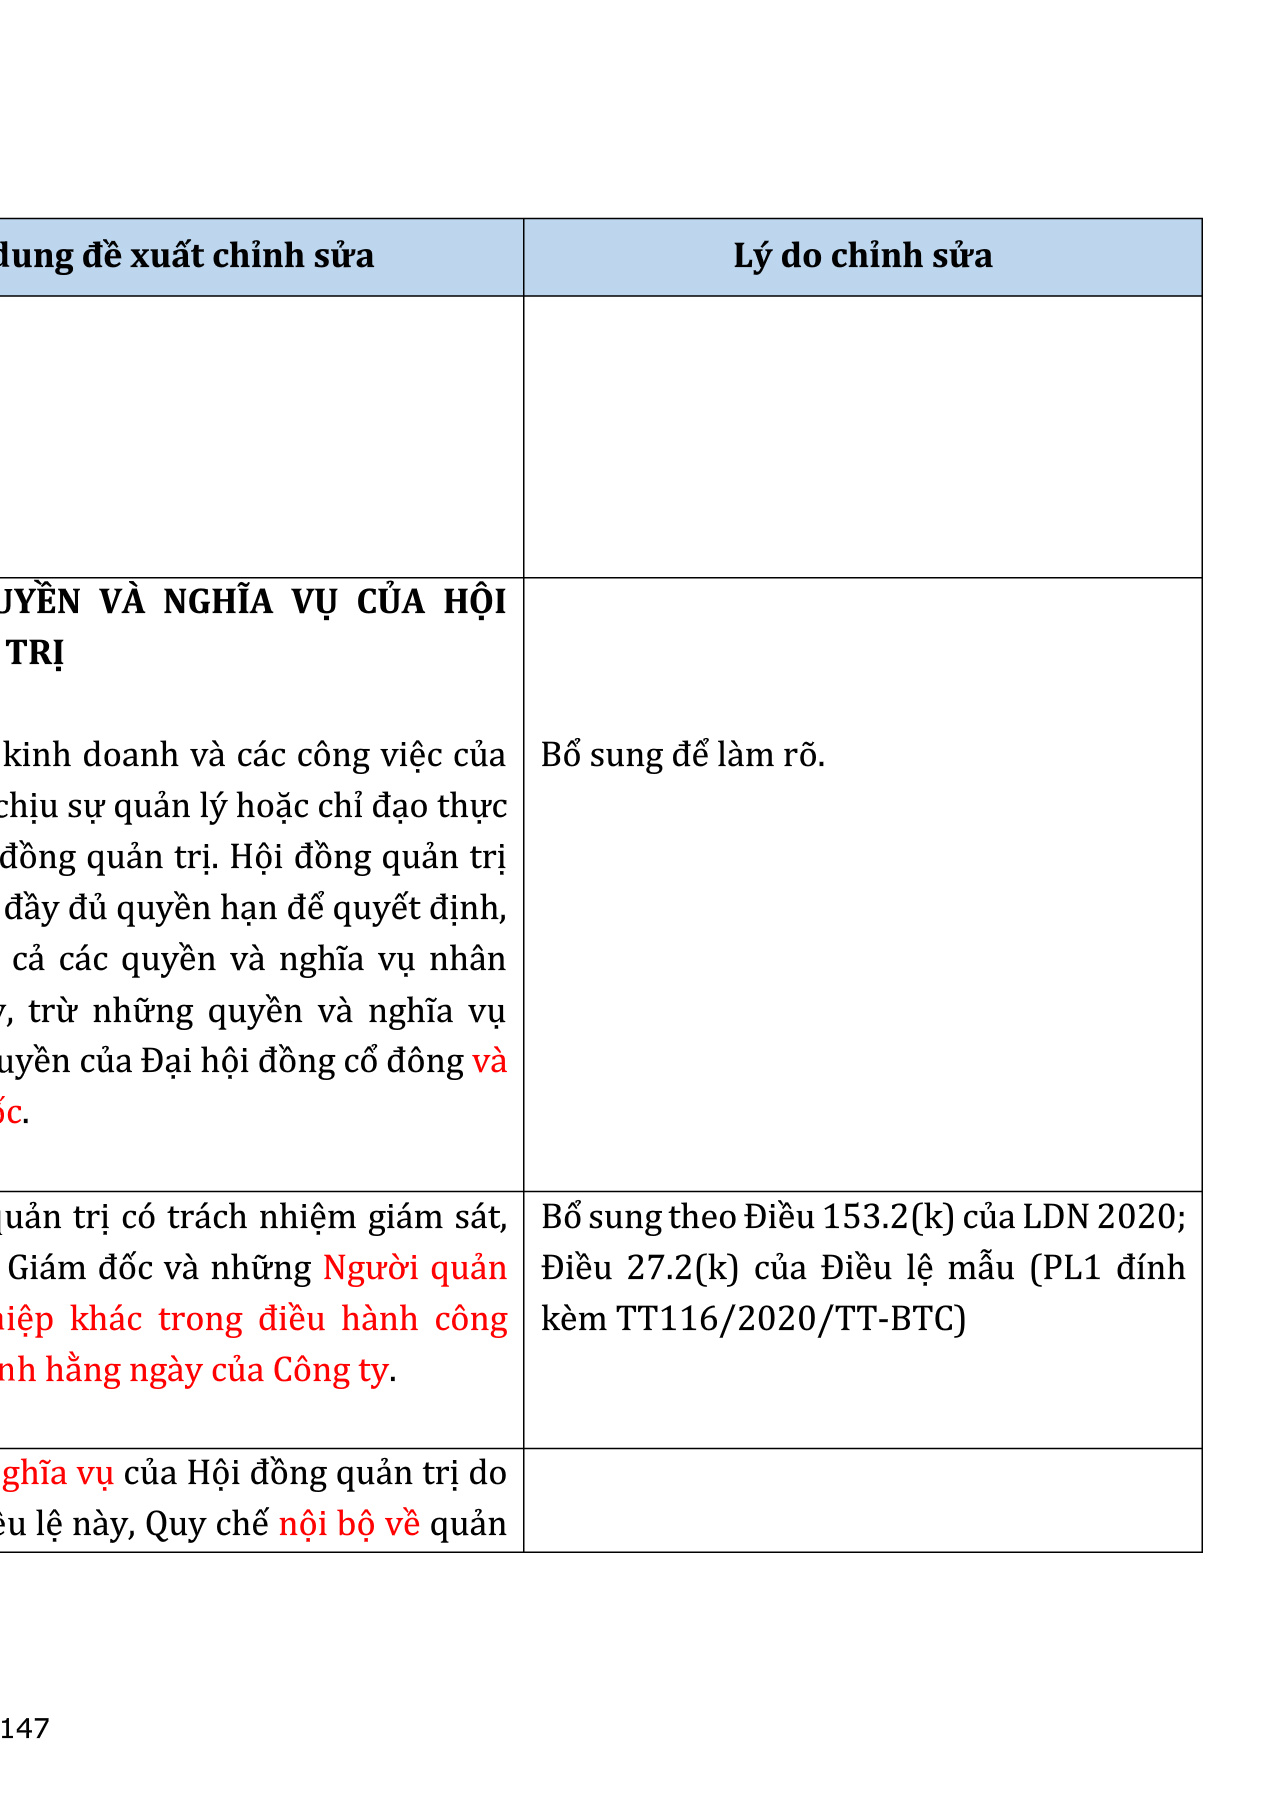 dung đề xuất chỉnh sửa
Lý do chỉnh sửa
UYỀN VÀ NGHĨA VỤ CỦA HỘI
TRỊ
kinh doanh và các công việc của
chịu sự quản lý hoặc chỉ đạo thực
đồng quản trị. Hội đồng quản trị
đầy đủ quyền hạn để quyết định,
cả các quyền và nghĩa vụ nhân
, trừ những quyền và nghĩa vụ
uyền của Đại hội đồng cổ đông và
ốc.
Bổ sung để làm rõ.
quản trị có trách nhiệm giám sát,
Giám đốc và những Người quản
iệp khác trong điều hành công
nh hằng ngày của Công ty.
Bổ sung theo Điều 153.2(k) của LDN 2020;
Điều 27.2(k) của Điều lệ mẫu (PL1 đính
kèm TT116/2020/TT-BTC)
ghĩa vụ của Hội đồng quản trị do
ều lệ này, Quy chế nội bộ về quản
147